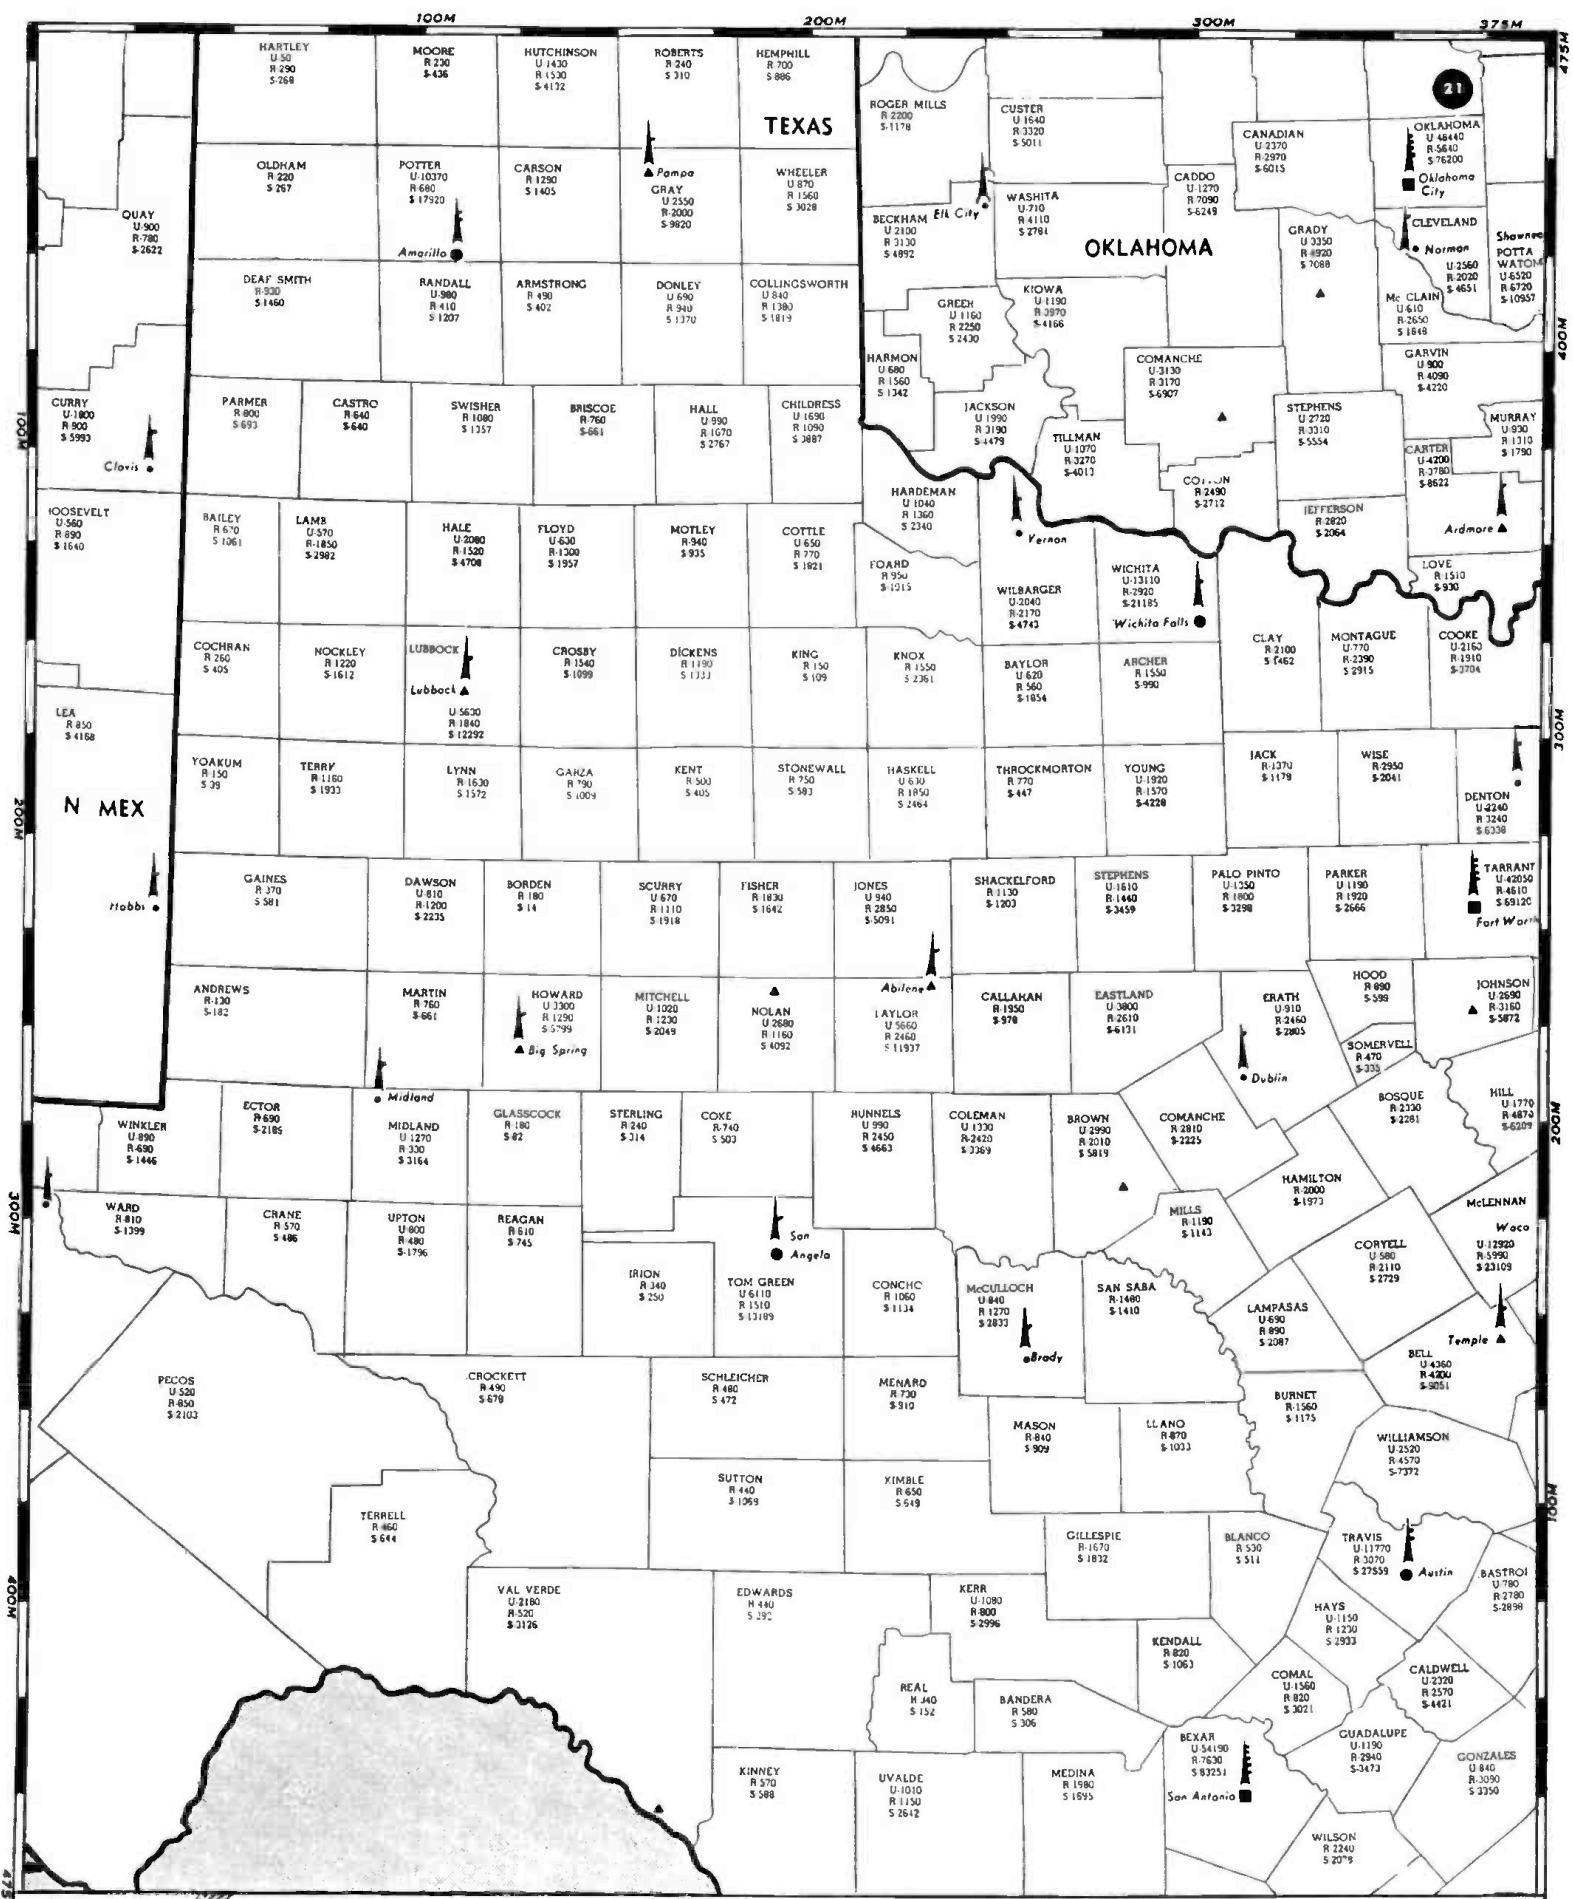 100M
200M
300M
375M
475M
HARTLEY
U-50
R-290
S-268
MOORE
R 230
S-436
HUTCHINSON
U-1430
R-1530
S-4132
ROBERTS
R-240
S 310
HEMPHILL
R-700
S 886
TEXAS
ROGER MILLS
R-2200
S-1178
CUSTER
U 1640
R-3320
S-5011
CANADIAN
U-2370
R-2970
S-6015
21
OKLAHOMA
U-48440
R-5640
S 76200
Oklahoma
City
OLDHAM
R-220
S 267
POTTER
U-10370
R-680
S 17920
Amarillo
CARSON
R 1290
S 1405
Pampa
GRAY
U 2550
R-2000
S-9820
WHEELER
U 870
R 1560
S 3028
QUAY
U-900
R-780
S-2622
BECKHAM
U 2100
R 3130
S 4892
Elk City
WASHITA
U-710
R-4110
S 2781
CADDO
U-1270
R 7090
S-6249
OKLAHOMA
GRADY
U 3350
R 4920
S 7088
CLEVELAND
Norman
U-2560
R-2020
S 4651
Shawnee
POTTA
WATOM
U-6520
R-6720
S-10957
DEAF SMITH
R-930
S 1460
RANDALL
U-980
R 410
S 1207
ARMSTRONG
R 490
S 402
DONLEY
U 690
R 940
S 1370
COLLINGSWORTH
U 840
R 1380
S 1819
GREER
U 1160
R 2250
S 2430
KIOWA
U-1190
R-3970
S-4166
Mc CLAIN
U 610
R-2650
S 1848
400M
HARMON
U 680
R-1560
S 1342
COMANCHE
U-3130
R-3170
S-6907
GARVIN
U 900
R-4090
S-4220
CURRY
U-1800
R-900
S 5993
Clovis
100M
PARMER
R-800
S-693
CASTRO
R-640
S-640
SWISHER
R-1080
S 1357
BRISCOE
R-760
S-661
HALL
U-990
R-1670
S 2767
CHILDRESS
U 1690
R 1090
S 3887
JACKSON
U 1990
R 3190
S 4479
TILLMAN
U 1070
R-3270
S-4013
STEPHENS
U-2720
R-3310
S-5554
MURRAY
U-930
R 1310
S 1790
CARTER
U-4200
R-3780
S-8622
Ardmore
R-2490
S-2712
JEFFERSON
R-2820
S 2064
OOSEVELT
U-560
R-890
S 1640
BAILEY
R 670
S 1061
LAMB
U-570
R-1850
S-2982
HALE
U-2080
R-1520
S 4708
FLOYD
U-630
R-1300
S 1957
MOTLEY
R-940
S 935
COTTLE
U 650
R 770
S 1821
HARDEMAN
U 1040
R 1360
S 2340
Vernon
FOARD
R 950
S-1915
WILBARGER
U-2040
R-2170
S-4743
WICHITA
U-13110
R-2920
S-21185
Wichita Falls
LOVE
R 1510
S 930
COCHRAN
R 260
S 405
NOCKLEY
R 1220
S-1612
LUBBOCK
Lubbock
U-5630
R-1840
S 12292
CROSBY
R-1540
S-1099
DICKENS
R 1190
S 1333
KING
R 150
S 109
KNOX
R 1550
S 2361
BAYLOR
U 620
R 560
S 1854
ARCHER
R 1550
S-990
CLAY
R 2100
S 1462
MONTAGUE
U-770
R-2390
S 2915
COOKE
U-2160
R-1910
S-3704
300M
LEA
R 850
S 4168
YOAKUM
R-150
S 39
TERRY
R-1160
S 1933
LYNN
R-1630
S 1572
GARZA
R 790
S 1009
KENT
R 500
S 405
STONEWALL
R 750
S 583
HASKELL
U 630
R 1850
S 2464
THROCKMORTON
R 770
S 447
YOUNG
U-1920
R-1570
S-4228
JACK
R-1370
S 1179
WISE
R-2950
S-2041
DENTON
U-2240
R 3240
S 6338
N MEX
200M
Hobbs
GAINES
R 370
S 581
DAWSON
U-810
R-1200
S 2235
BORDEN
R 180
S 14
SCURRY
U 670
R-1110
S 1918
FISHER
R-1830
S 1642
JONES
U 940
R 2850
S-5091
Abilene
SHACKELFORD
R 1130
S-1203
STEPHENS
U-1610
R-1440
S-3459
PALO PINTO
U-1350
R 1800
S-3298
PARKER
U 1190
R 1920
S-2666
TARRANT
U-42050
R-4610
S 69120
Fort Worth
ANDREWS
R-130
S-182
MARTIN
R-760
S-661
HOWARD
U 3300
R 1290
S-5799
Big Spring
MITCHELL
U-1020
R-1230
S-2049
NOLAN
U 2680
R 1160
S 4092
TAYLOR
U 5660
R 2460
S 11937
CALLAHAN
R-1950
S-978
EASTLAND
U-3800
R-2610
S-6131
ERATH
U-910
R-2460
S-2805
Dublin
HOOD
R-890
S-599
SOMERVELL
R-470
S-335
JOHNSON
U-2690
R-3160
S-5872
Midland
WINKLER
U-890
R-690
S-1446
ECTOR
R-690
S-2185
MIDLAND
U 1270
R 330
S 3164
GLASSCOCK
R-180
S-82
STERLING
R-240
S-314
COKE
R-740
S 503
RUNNELS
U 990
R 2450
S 4663
COLEMAN
U 1330
R-2420
S-3369
BROWN
U-2990
R-2010
S 5819
COMANCHE
R-2810
S-2225
BOSQUE
R-2330
S-2281
HILL
U 1770
R-4870
S-6209
200M
HAMILTON
R-2000
S-1973
300M
WARD
R-810
S-1399
CRANE
R-570
S-486
UPTON
U-800
R-480
S-1796
REAGAN
R-610
S-745
San
Angelo
MILLS
R-1190
S 1143
McLENNAN
Waco
U-12920
R-5990
S 23109
IRION
R 340
S 250
TOM GREEN
U 6110
R 1510
S-13189
CONCHO
R 1060
S 1134
McCULLOCH
U-840
R 1270
S-2833
Brady
SAN SABA
R-1480
S 1410
LAMPASAS
U-690
R 890
S 2087
CORYELL
U 580
R-2110
S 2729
Temple
PECOS
U-520
R-850
S-2103
CROCKETT
R-490
S-678
SCHLEICHER
R 480
S 472
MENARD
R-730
S-910
BURNET
R-1560
S-1175
BELL
U-4360
R-4200
S-9051
MASON
R-840
S 909
LLANO
R-870
S-1033
WILLIAMSON
U-2520
R-4570
S-7372
SUTTON
R-440
S-1069
KIMBLE
R 650
S 649
100M
TERRELL
R 460
S 644
GILLESPIE
R-1670
S 1832
BLANCO
R 530
S 511
TRAVIS
U-11770
R 3070
S 27559
Austin
BASTROP
U-780
R-2780
S-2898
400M
VAL VERDE
U-2180
R-520
S-3126
EDWARDS
R 440
KERR
U-1080
R-800
S-2996
HAYS
U-1150
R 1230
S 2933
KENDALL
R-820
S 1063
REAL
R 340
S 152
BANDERA
R 580
S 306
COMAL
U-1560
R 820
S 3021
CALDWELL
U-2320
R-2570
S-4421
BEXAR
U-54190
R-7630
S 83251
San Antonio
GUADALUPE
U-1190
R-2940
S-3473
GONZALES
U 840
R-3090
S 3350
KINNEY
R 570
S 588
UVALDE
U-1010
R 1150
S 2642
MEDINA
R 1980
S 1695
WILSON
R 2240
475